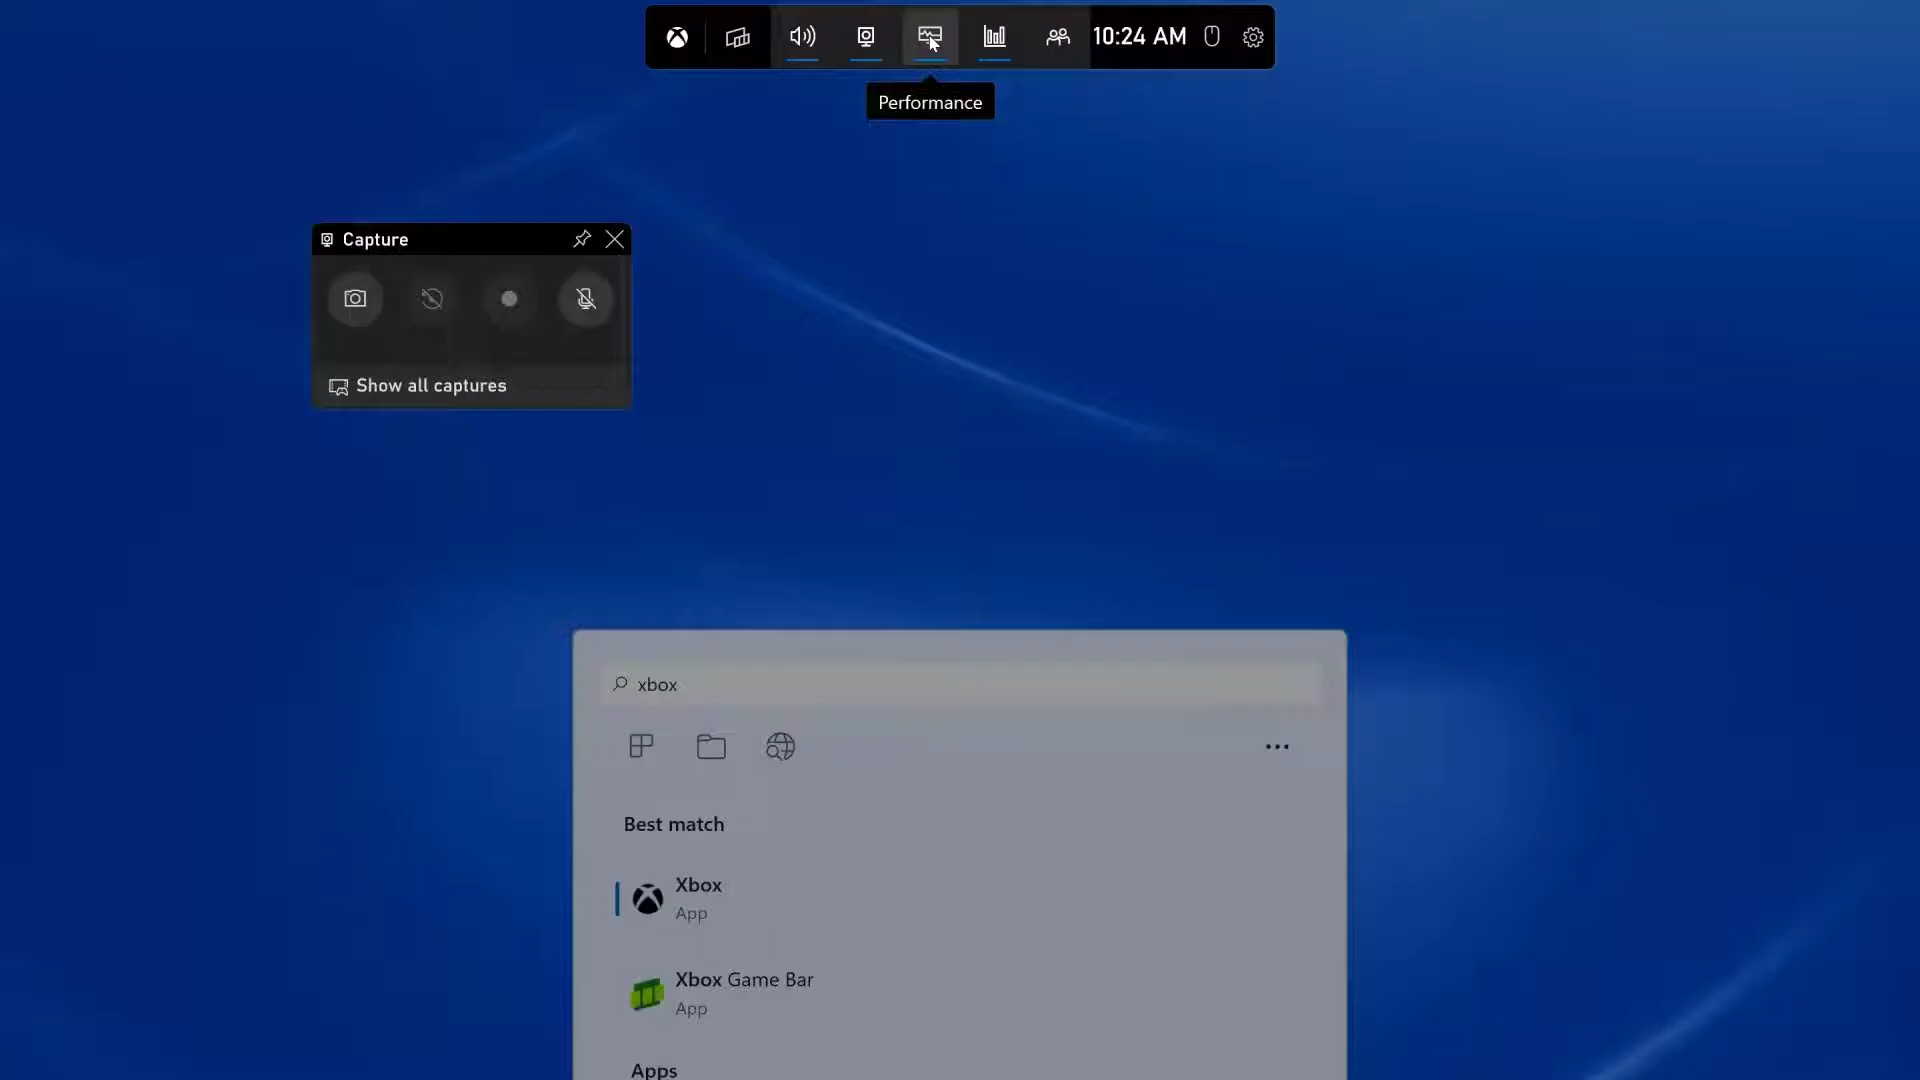 10:24 AM
Performance
Capture
Show all captures
xbox
Best match
Xbox
App
Xbox Game Bar
App
Apps